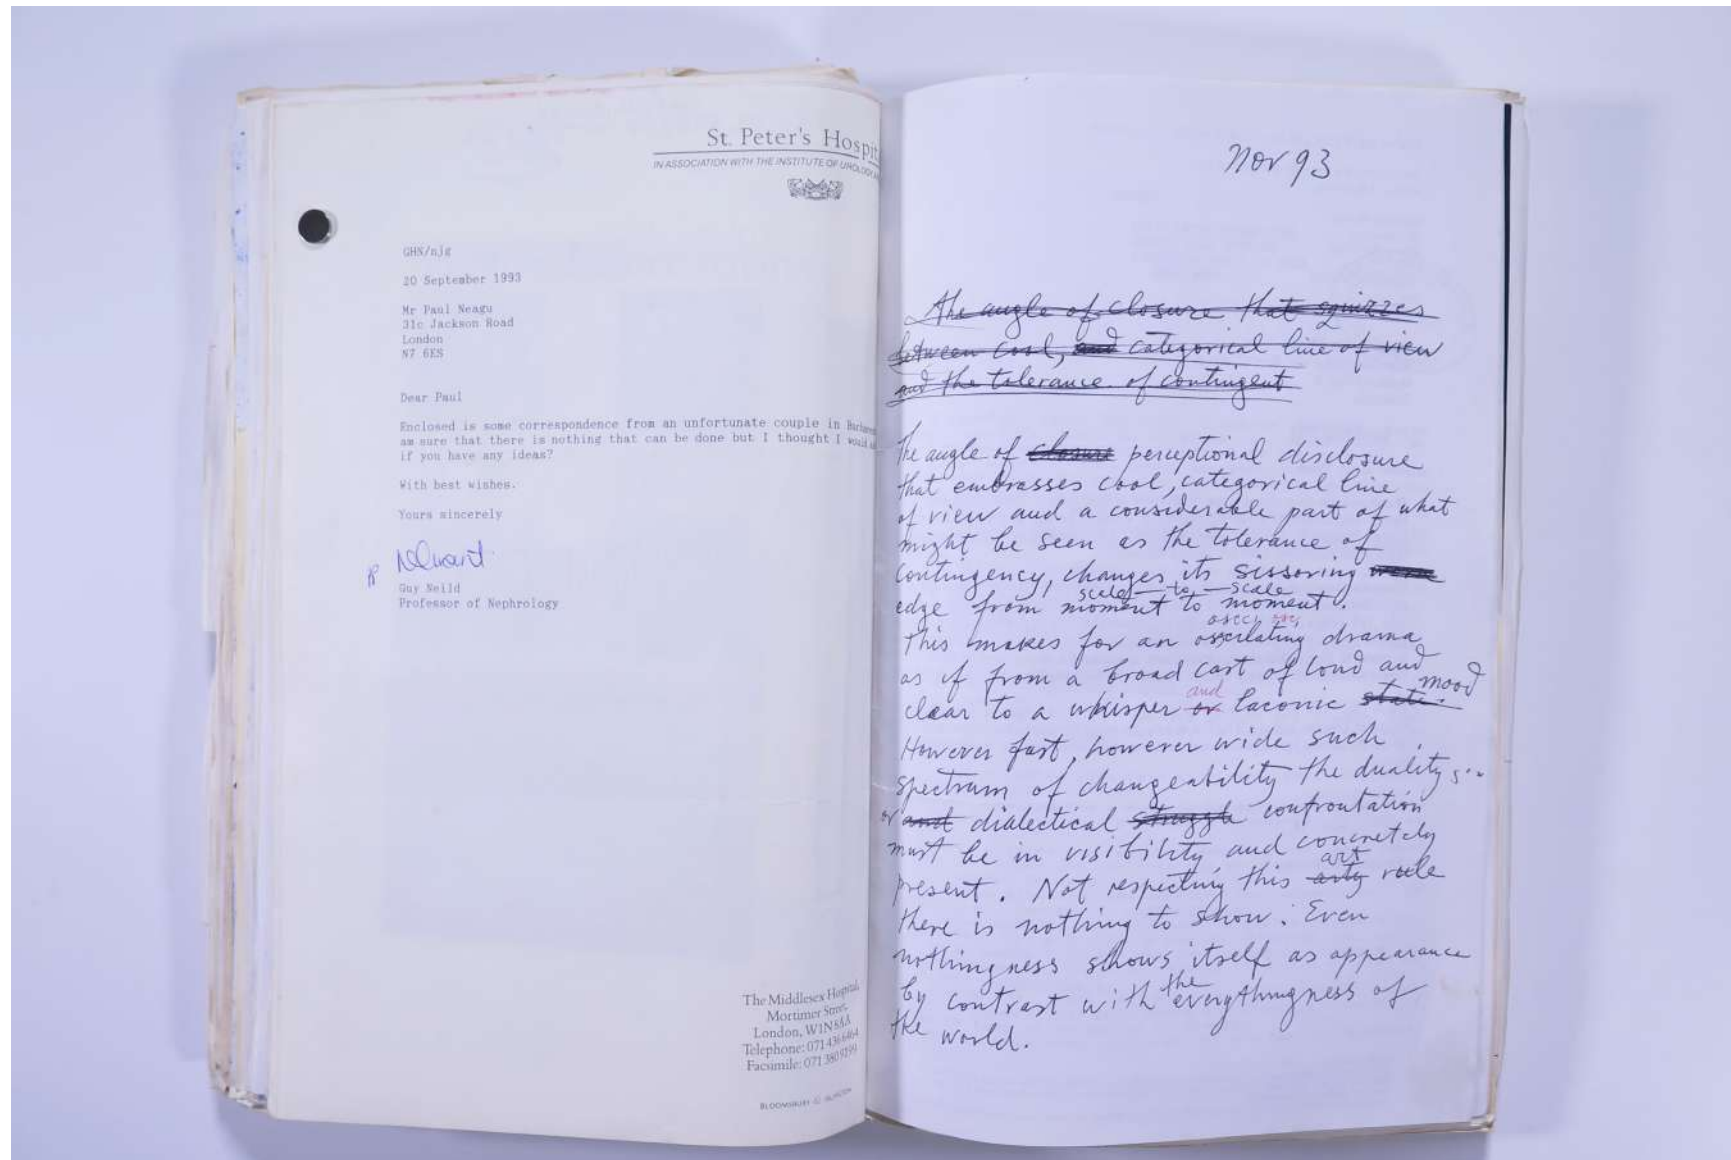 St. Peter's Hospit
IN ASSOCIATION WITH THE INSTITUTE OF UROLOGY
GHN/njg
20 September 1993
Mr Paul Neagu
31c Jackson Road
London
N7 6ES
Dear Paul
Enclosed is some correspondence from an unfortunate couple in
am sure that there is nothing that can be done but I thought I would
if you have any ideas?
With best wishes.
Yours sincerely
Guy Neild
Professor of Nephrology
The Middlesex Hospital,
Mortimer Street,
London, W1N 8AA
Telephone: 071 436 6464
Facsimile: 071 380 9199
Nov 93
The angle of closure that squizzes
between cool, and categorical line of view
and the tolerance of contingent
The angle of closure perceptional disclosure
that embrasses cool, categorical line
of view and a considerable part of what
might be seen as the tolerance of
contingency, changes its sissoring
scale — to — scale
edge from moment to moment.
This makes for an oscilating drama
as if from a broad cast of loud and
mood
and
clear to a whisper or laconic state.
However fast, however wide such
spectrum of changeability the duality
or and dialectical struggle confrontation
must be in visibility and concretely
art
present. Not respecting this arty rule
there is nothing to show. Even
nothingness shows itself as appearance
the
by contrast with everythingness of
the world.